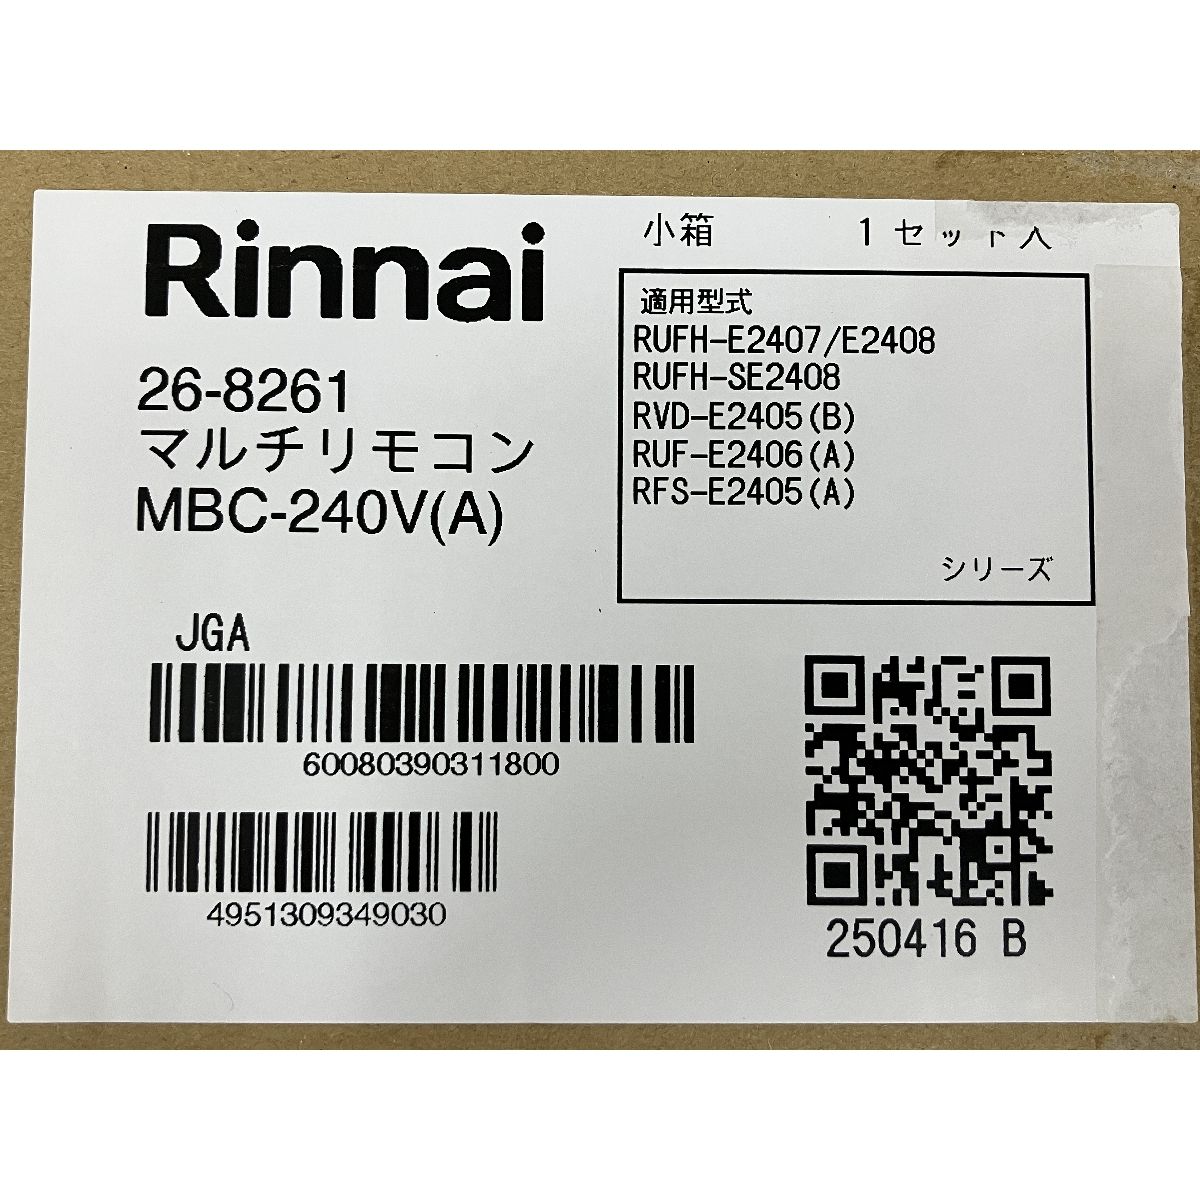 Rinnai
26-8261
マルチリモコン
MBC-240V(A)
小箱 1セット入
適用型式
RUFH-E2407/E2408
RUFH-SE2408
RVD-E2405(B)
RUF-E2406(A)
RFS-E2405(A)
シリーズ
JGA
60080390311800
4951309349030
250416 B